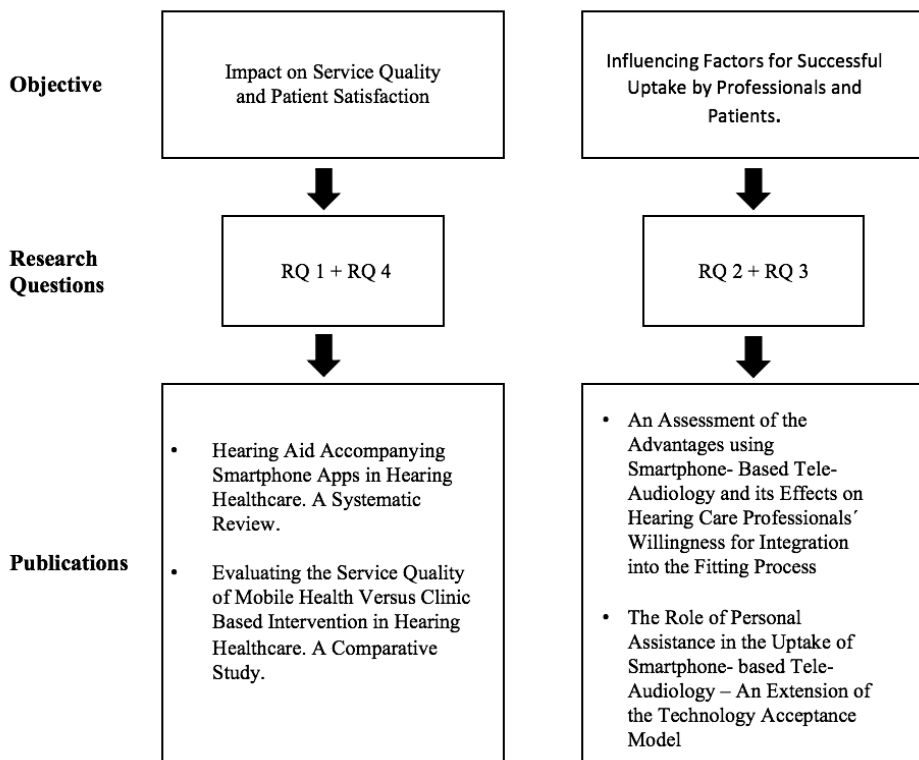 Objective
Impact on Service Quality
and Patient Satisfaction
Influencing Factors for Successful
Uptake by Professionals and
Patients.
Research
Questions
RQ 1 + RQ 4
RQ 2 + RQ 3
Publications
• Hearing Aid Accompanying
Smartphone Apps in Hearing
Healthcare. A Systematic
Review.
• Evaluating the Service Quality
of Mobile Health Versus Clinic
Based Intervention in Hearing
Healthcare. A Comparative
Study.
• An Assessment of the
Advantages using
Smartphone- Based Tele-
Audiology and its Effects on
Hearing Care Professionals´
Willingness for Integration
into the Fitting Process
• The Role of Personal
Assistance in the Uptake of
Smartphone- based Tele-
Audiology – An Extension of
the Technology Acceptance
Model